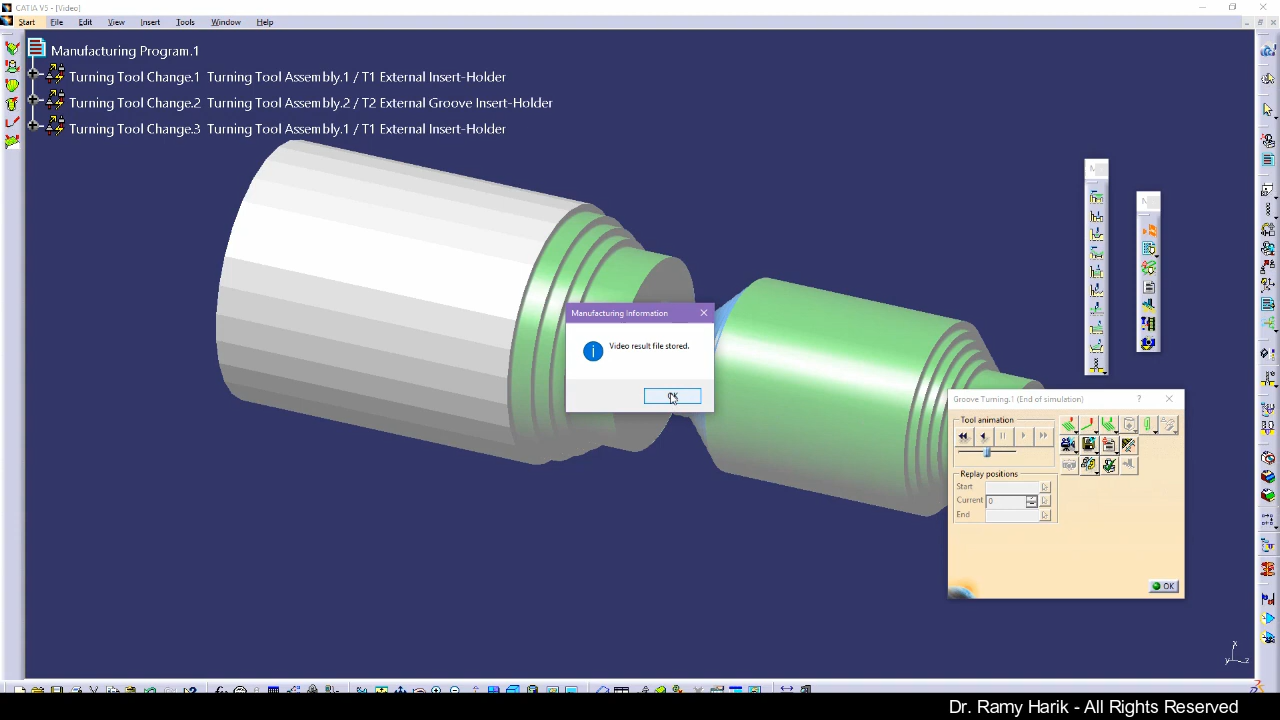 CATIA V5 - [Video]
Start File Edit View Insert Tools Window Help
Manufacturing Program.1
Turning Tool Change.1 Turning Tool Assembly.1 / T1 External Insert-Holder
Turning Tool Change.2 Turning Tool Assembly.2 / T2 External Groove Insert-Holder
Turning Tool Change.3 Turning Tool Assembly.1 / T1 External Insert-Holder
Manufacturing Information
Video result file stored.
OK
Groove Turning.1 (End of simulation)
Tool animation
Replay positions
Start
Current 0
End
OK
x
y z
Dr. Ramy Harik - All Rights Reserved